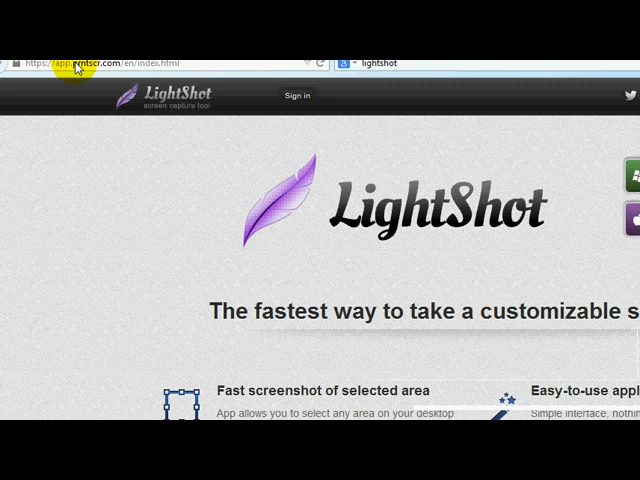 https://app.prntscr.com/en/index.html
lightshot
LightShot
screen capture tool
Sign in
LightShot
The fastest way to take a customizable s
Fast screenshot of selected area
Easy-to-use appl
App allows you to select any area on your desktop
Simple interface, nothin